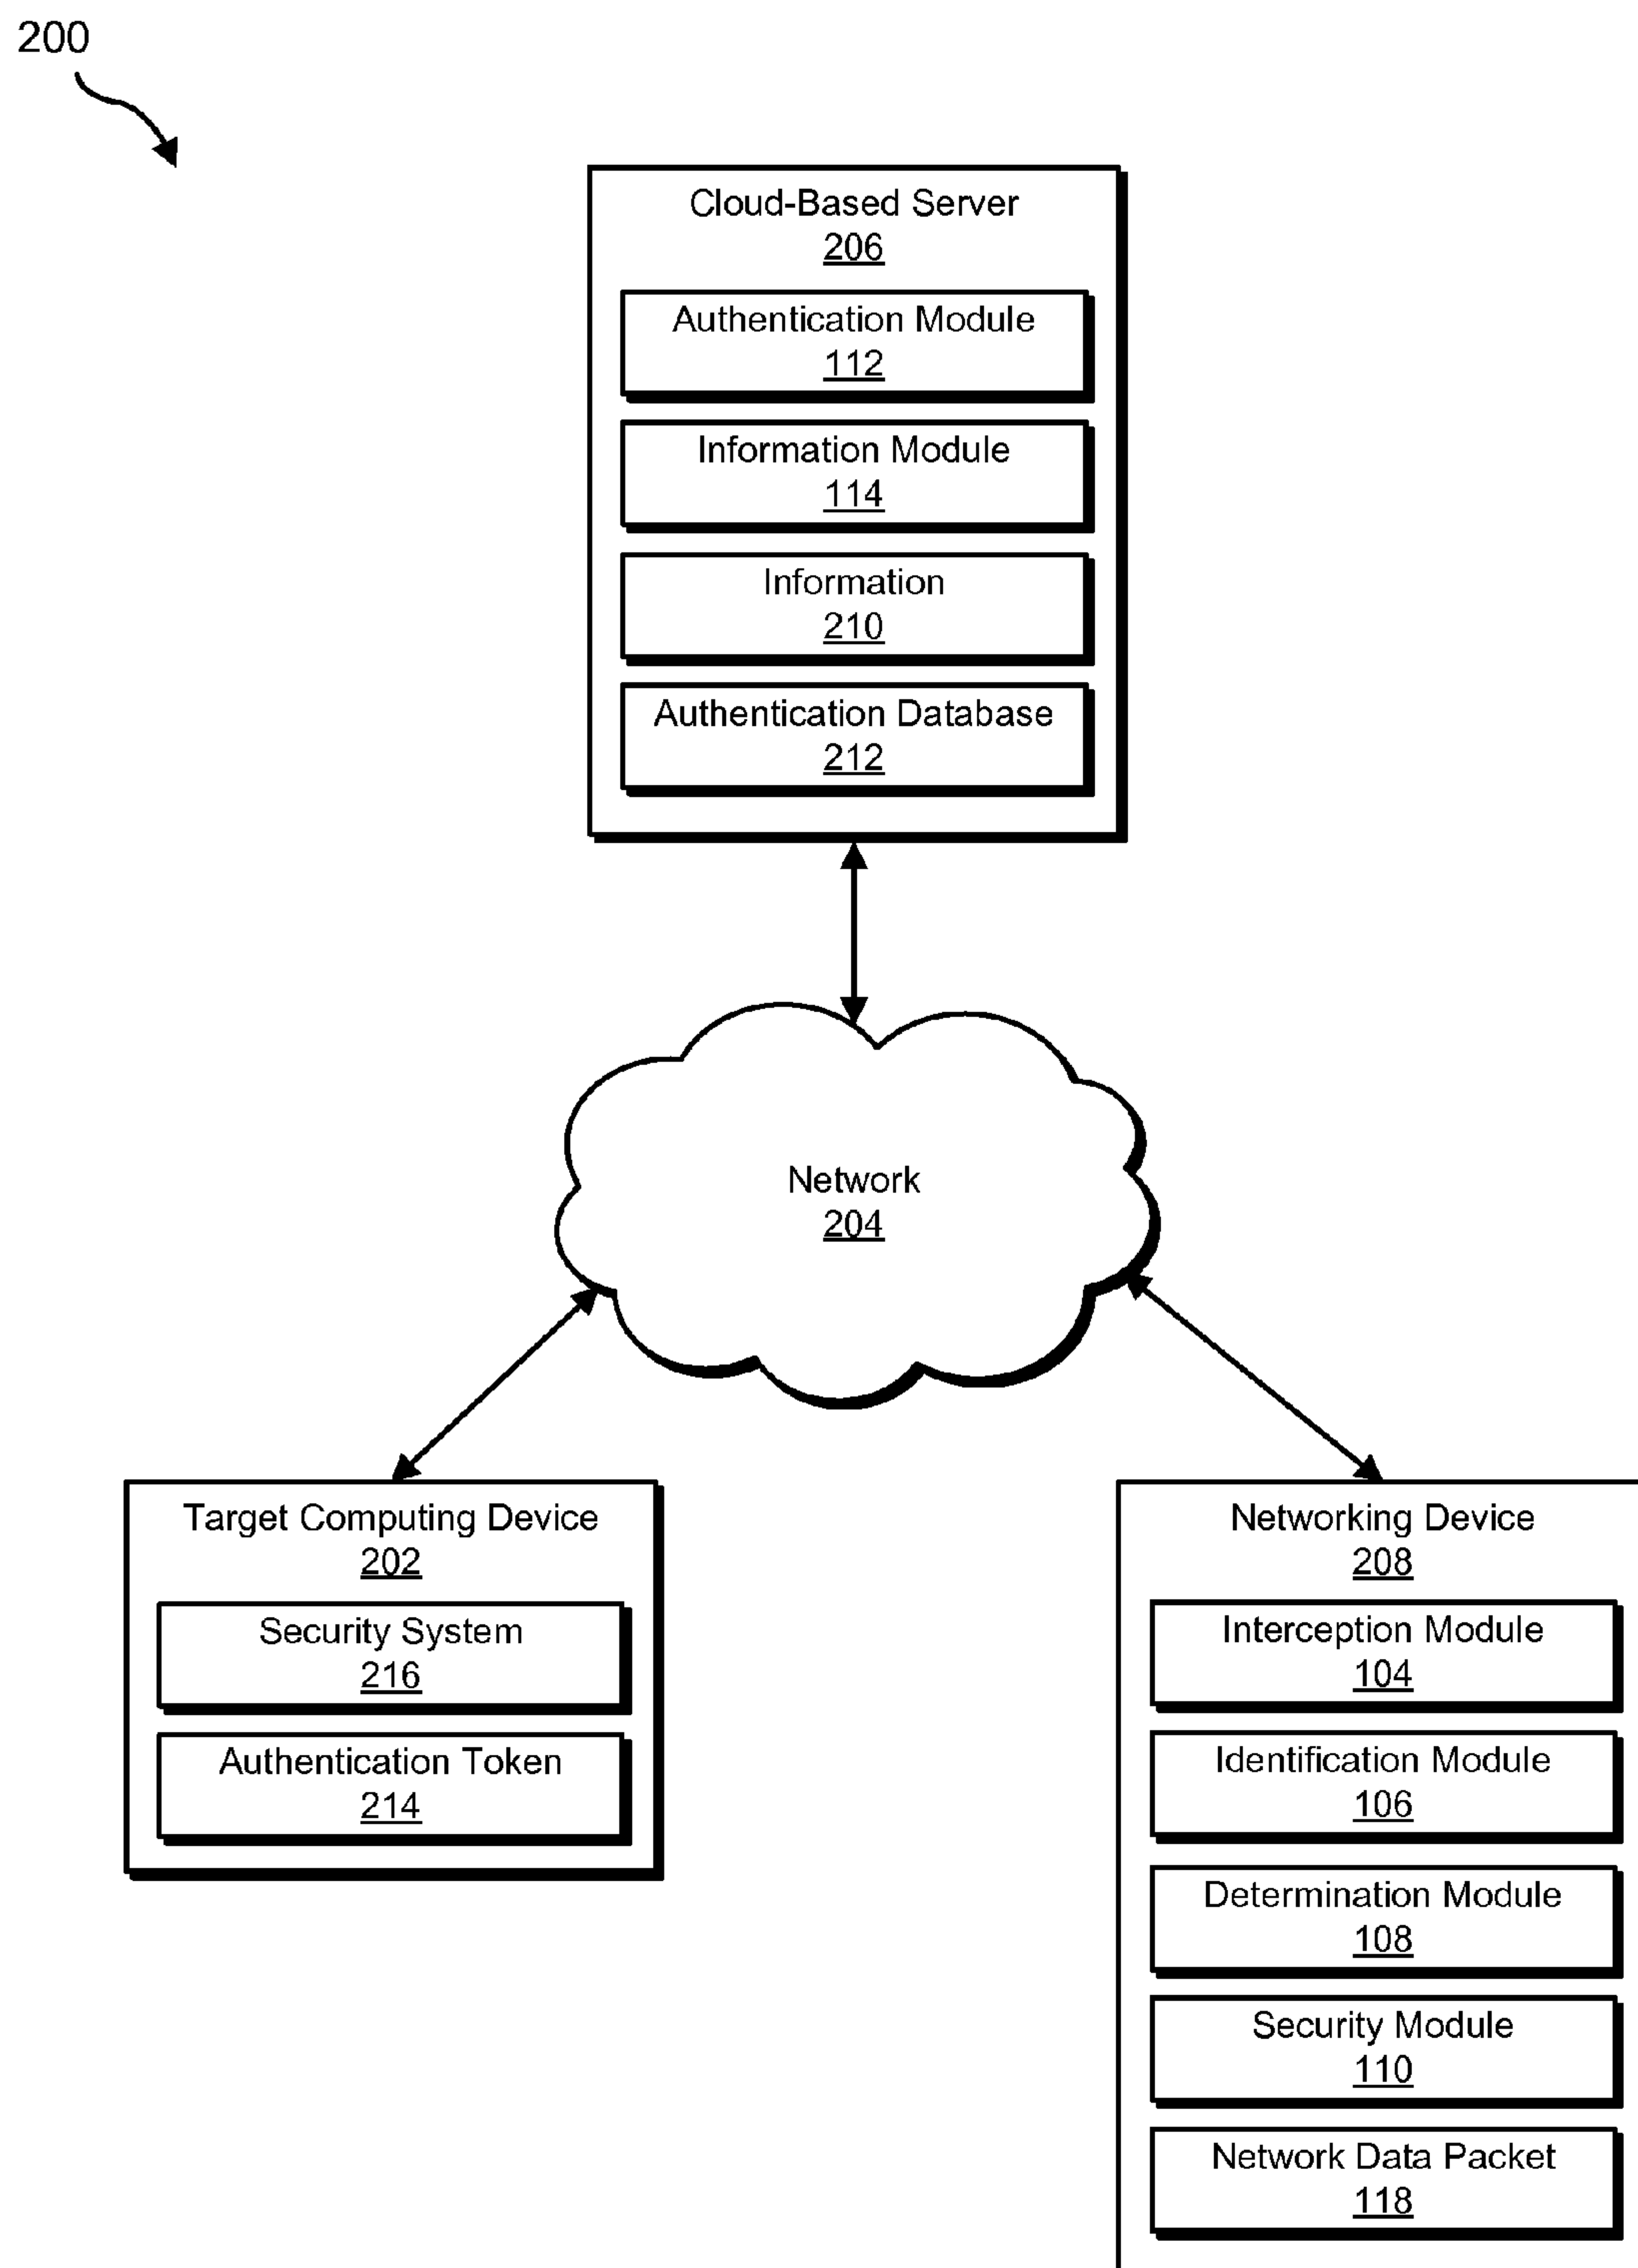 200
Cloud-Based Server
206
Authentication Module
112
Information Module
114
Information
210
Authentication Database
212
Network
204
Target Computing Device
202
Security System
216
Authentication Token
214
Networking Device
208
Interception Module
104
Identification Module
106
Determination Module
108
Security Module
110
Network Data Packet
118